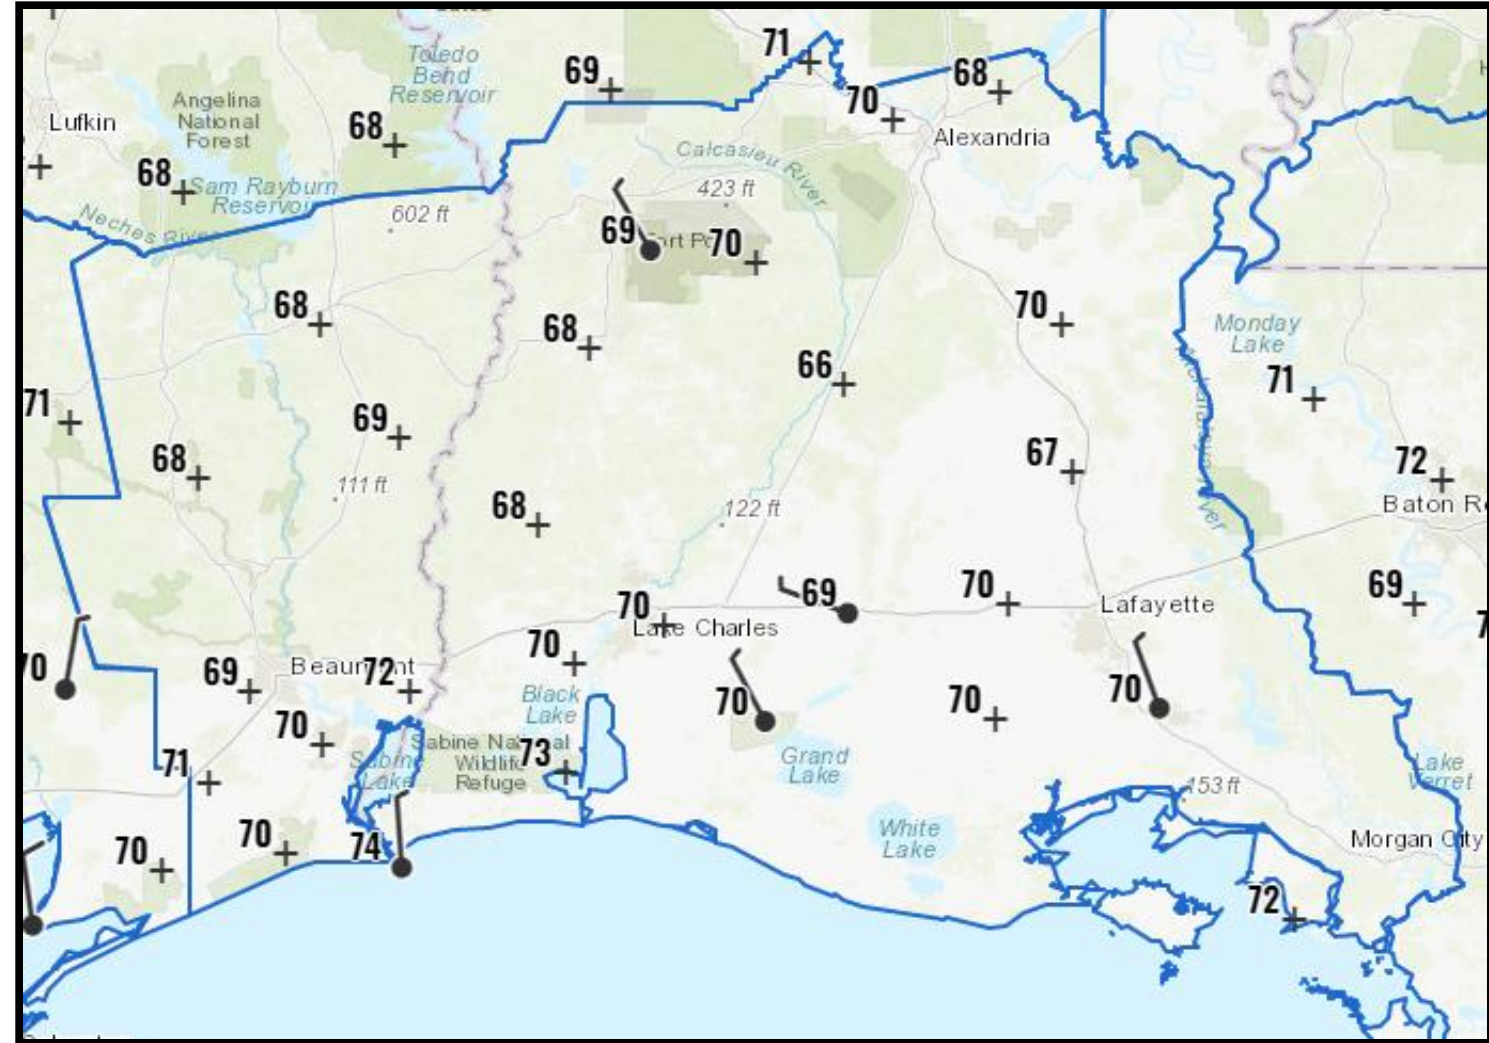 Toledo
Bend
Reservoir
71
69
68
Angelina
National
Forest
Lufkin
70
Alexandria
68
68
Calcasieu River
Sam Rayburn
Reservoir
423 ft
602 ft
Neches River
69
70
68
70
Monday
Lake
68
66
71
71
69
67
72
68
111 ft
Baton R
68
122 ft
70
69
70
69
Lafayette
Lake Charles
70
Beaumont
72
70
69
Black
Lake
70
70
70
70
Sabine National
Wildlife
Refuge
73
Sabine
Lake
Grand
Lake
71
Lake
Verret
153 ft
White
Lake
Morgan City
70
70
74
72